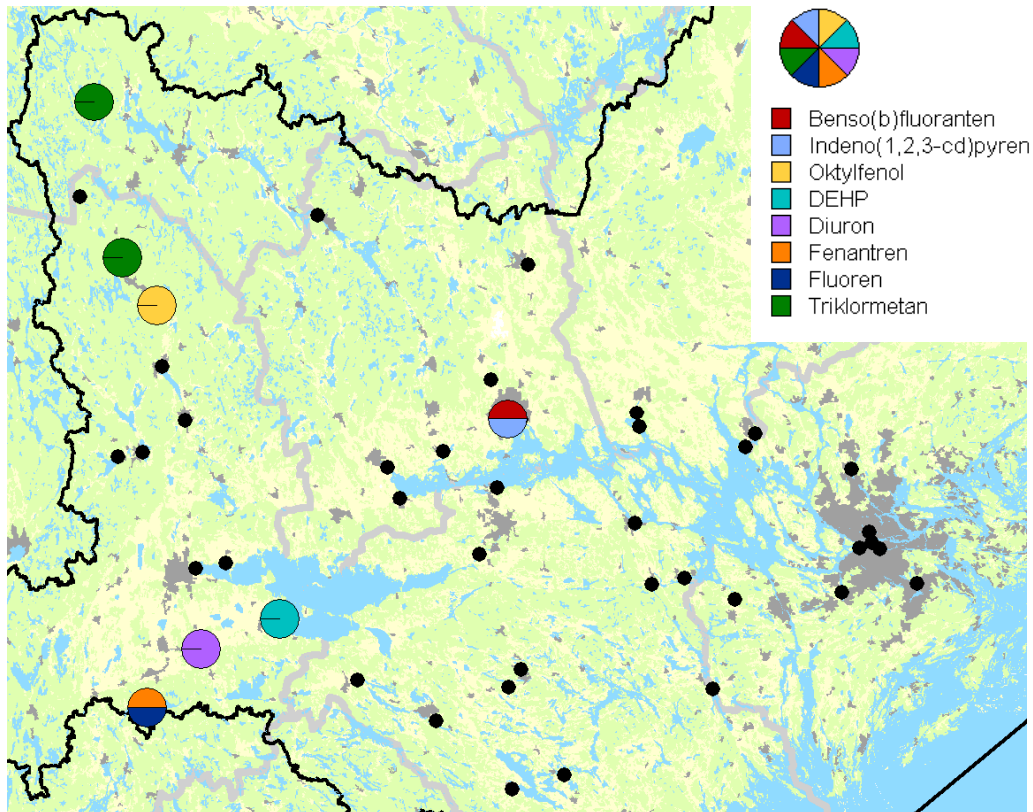 Benso(b)fluoranten
Indeno(1,2,3-cd)pyren
Oktylfenol
DEHP
Diuron
Fenantren
Fluoren
Triklormetan